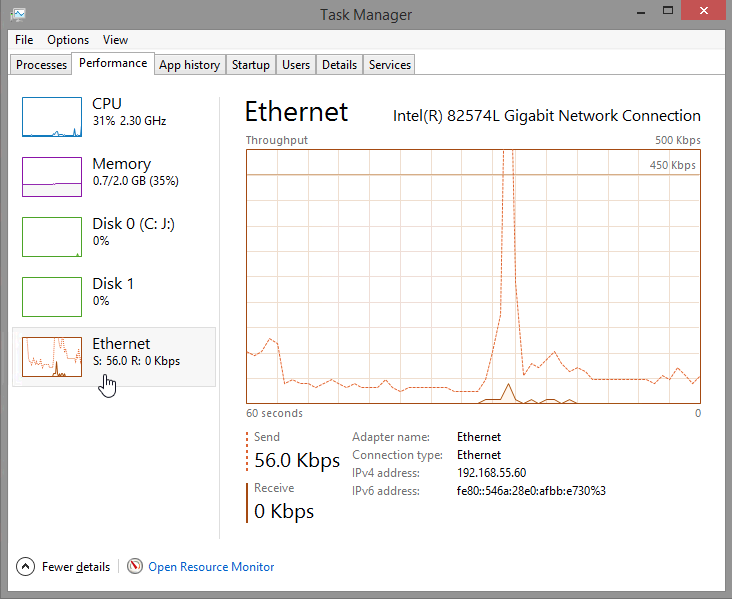 Task Manager
File Options View
Processes Performance App history Startup Users Details Services
CPU
31% 2.30 GHz
Memory
0.7/2.0 GB (35%)
Disk 0 (C: J:)
0%
Disk 1
0%
Ethernet
S: 56.0 R: 0 Kbps
Ethernet Intel(R) 82574L Gigabit Network Connection
Throughput 500 Kbps
450 Kbps
60 seconds 0
Send
56.0 Kbps
Receive
0 Kbps
Adapter name: Ethernet
Connection type: Ethernet
IPv4 address: 192.168.55.60
IPv6 address: fe80::546a:28e0:afbb:e730%3
Fewer details Open Resource Monitor